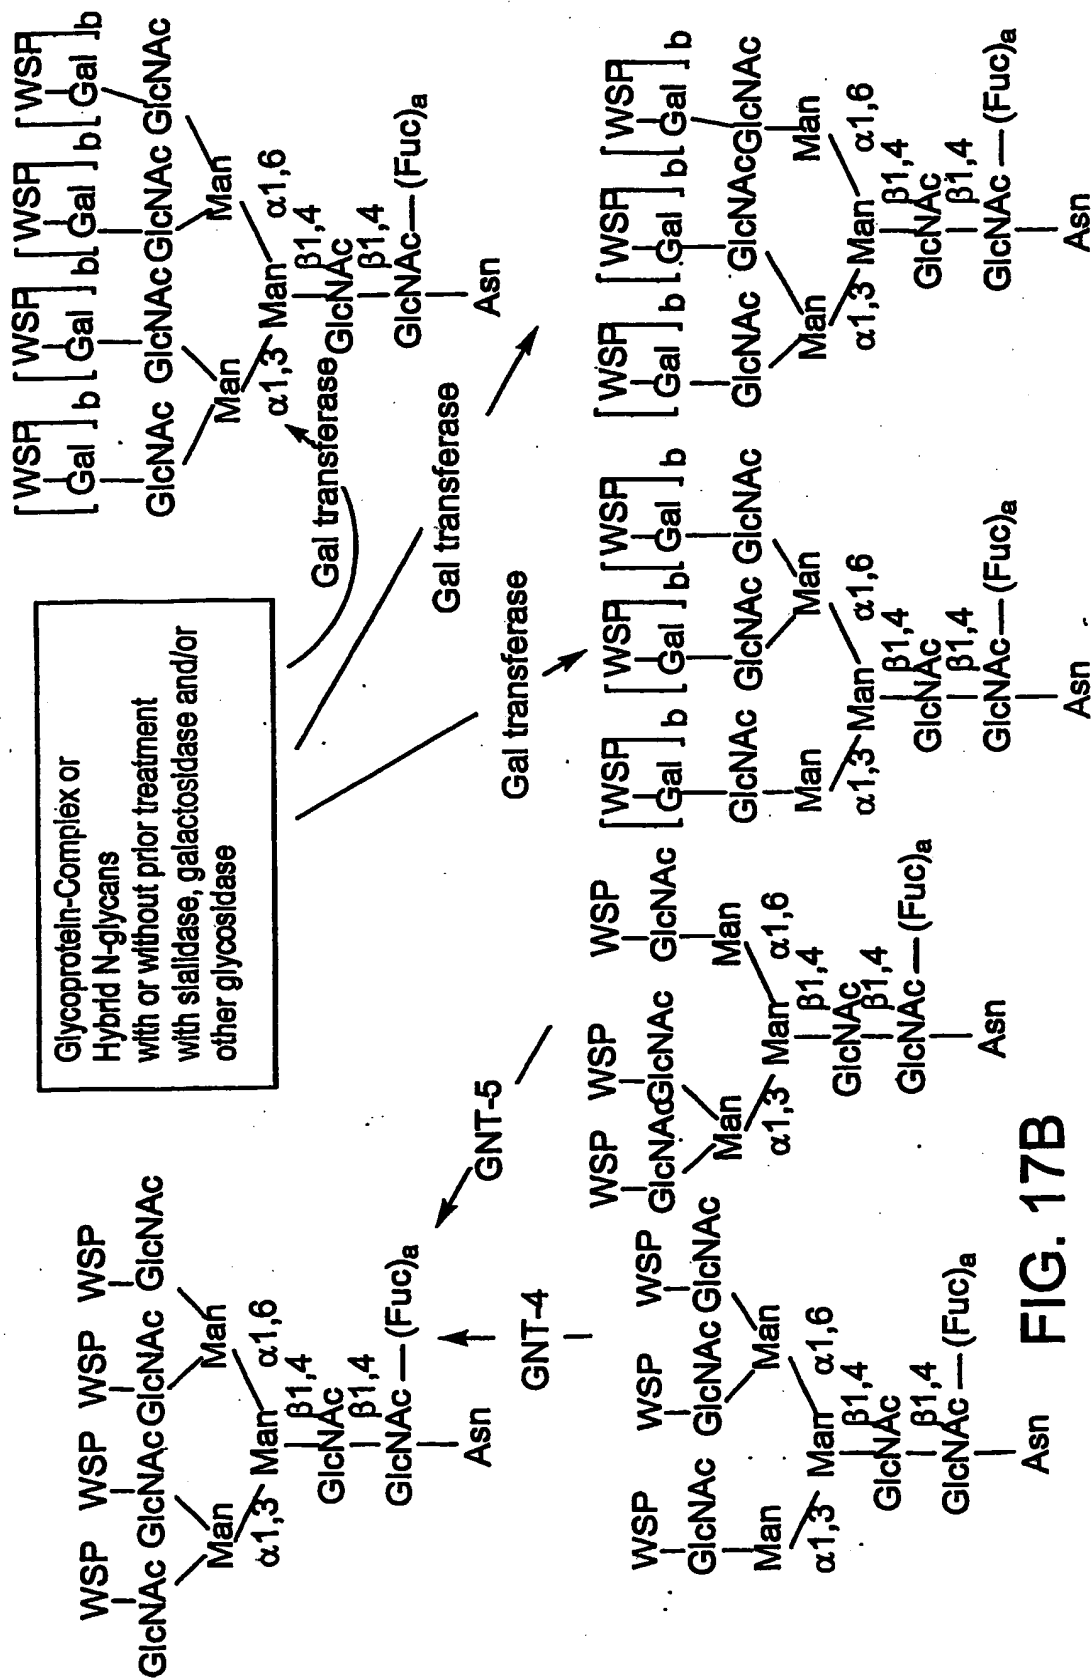 WSP WSP WSP WSP
GlcNAc GlcNAc GlcNAc GlcNAc
Man Man
α1,3 Man α1,6
β1,4
GlcNAc
β1,4
GlcNAc (Fuc)a
Asn
Glycoprotein-Complex or
Hybrid N-glycans
with or without prior treatment
with sialidase, galactosidase and/or
other glycosidase
[WSP] [WSP] [WSP] [WSP]
[Gal]b [Gal]b [Gal]b [Gal]b
GlcNAc GlcNAc GlcNAc GlcNAc
Man Man
α1,3 Man α1,6
β1,4
GlcNAc
β1,4
GlcNAc (Fuc)a
Asn
Gal transferase
Gal transferase
Gal transferase
GNT-5
GNT-4
WSP WSP WSP
GlcNAc GlcNAc GlcNAc
Man Man
α1,3 Man α1,6
β1,4
GlcNAc
β1,4
GlcNAc (Fuc)a
Asn
WSP WSP WSP
GlcNAc GlcNAc GlcNAc
Man Man
α1,3 Man α1,6
β1,4
GlcNAc
β1,4
GlcNAc (Fuc)a
Asn
[WSP] [WSP] [WSP]
[Gal]b [Gal]b [Gal]b
GlcNAc GlcNAc GlcNAc
Man Man
α1,3 Man α1,6
β1,4
GlcNAc
β1,4
GlcNAc (Fuc)a
Asn
[WSP] [WSP] [WSP]
[Gal]b [Gal]b [Gal]b
GlcNAc GlcNAc GlcNAc
Man Man
α1,3 Man α1,6
β1,4
GlcNAc
β1,4
GlcNAc (Fuc)a
Asn
FIG. 17B